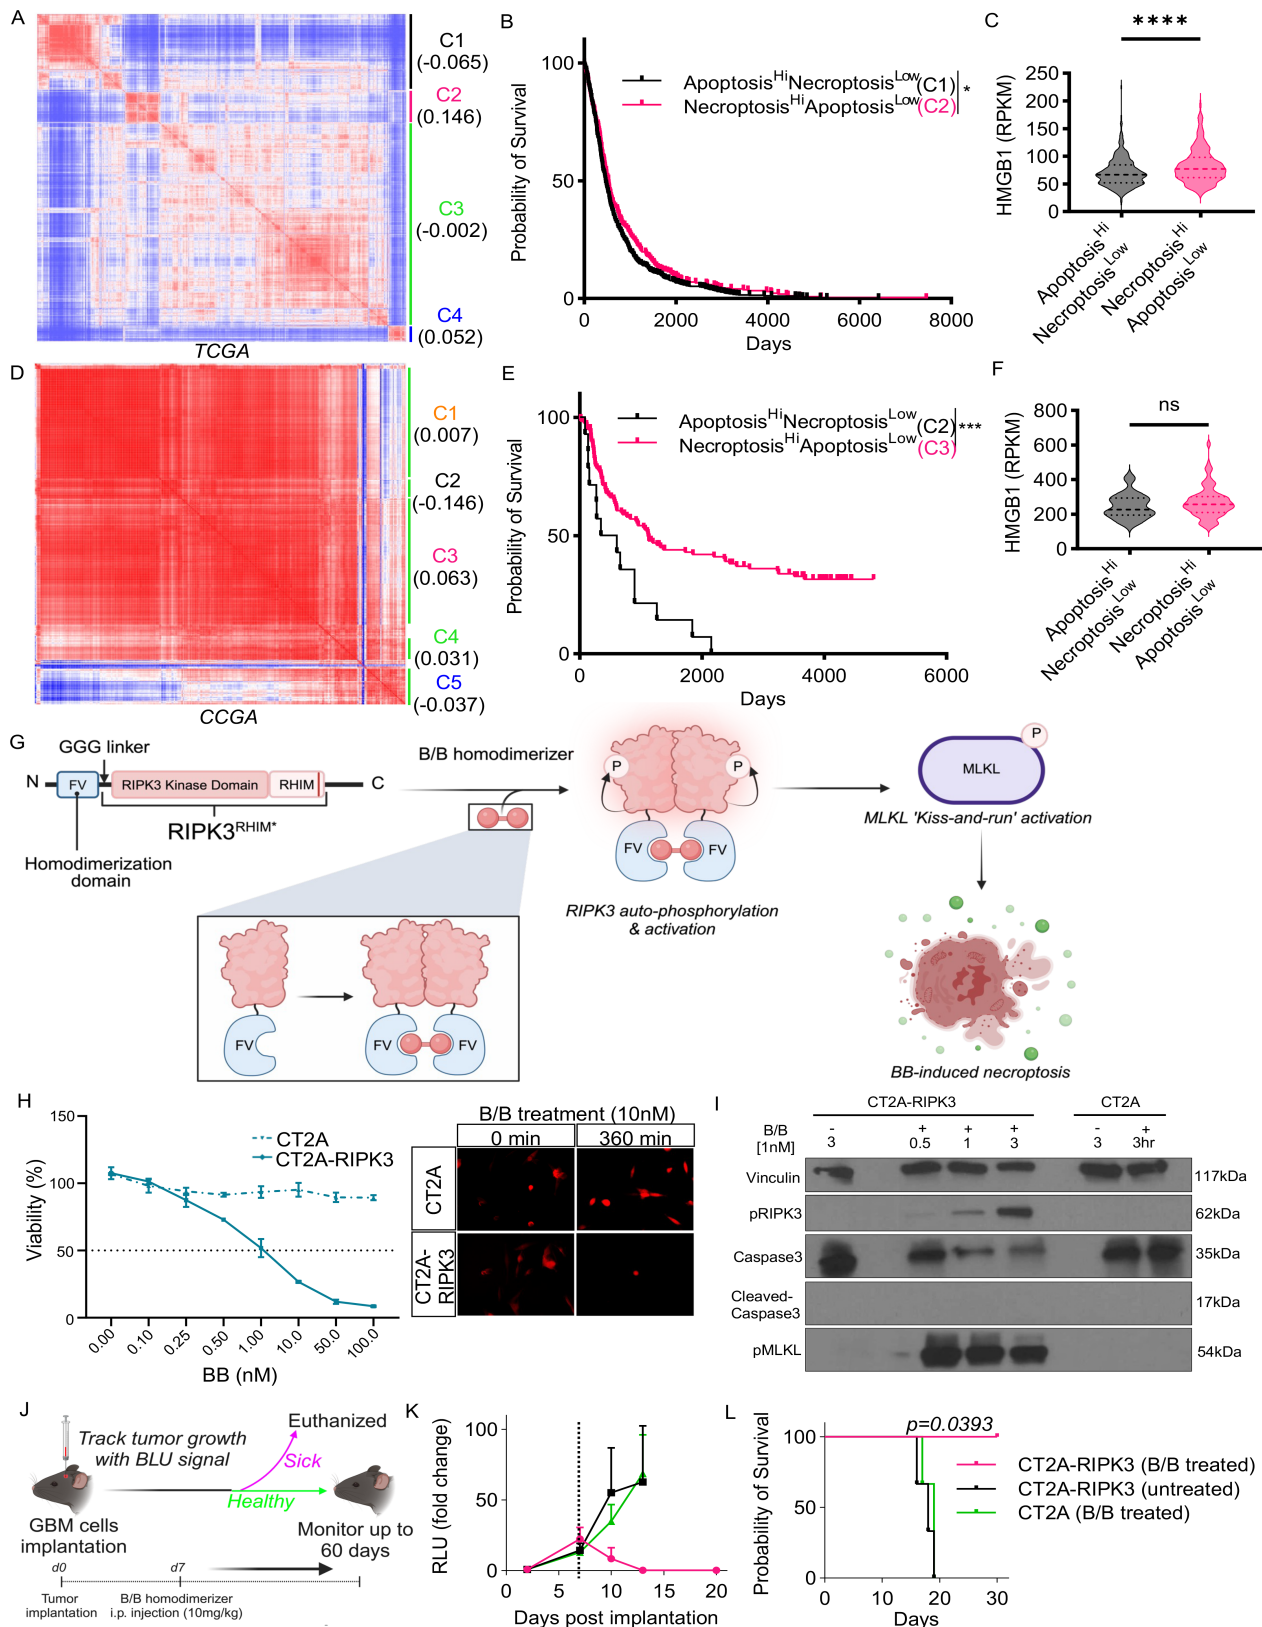 A
C1
(-0.065)
C2
(0.146)
C3
(-0.002)
C4
(0.052)
TCGA
B
Probability of Survival
100
50
0
0 2000 4000 6000 8000
Days
ApoptosisHiNecroptosisLow(C1)
NecroptosisHiApoptosisLow(C2)
*
C
****
HMGB1 (RPKM)
250
200
150
100
50
0
ApoptosisHi
NecroptosisLow
NecroptosisHi
ApoptosisLow
D
C1
(0.007)
C2
(-0.146)
C3
(0.063)
C4
(0.031)
C5
(-0.037)
CCGA
E
Probability of Survival
100
50
0
0 2000 4000 6000
Days
ApoptosisHiNecroptosisLow(C2)
NecroptosisHiApoptosisLow(C3)
***
F
ns
HMGB1 (RPKM)
800
600
400
200
0
Apoptosis Hi
Necroptosis Low
Necroptosis Hi
Apoptosis Low
G
GGG linker
N FV RIPK3 Kinase Domain RHIM C
RIPK3RHIM*
Homodimerization
domain
B/B homodimerizer
FV
FV FV
P P
FV FV
RIPK3 auto-phosphorylation
& activation
P
MLKL
MLKL 'Kiss-and-run' activation
BB-induced necroptosis
H
Viability (%)
150
100
50
0
0.00 0.10 0.25 0.50 1.00 10.0 50.0 100.0
BB (nM)
CT2A
CT2A-RIPK3
B/B treatment (10nM)
0 min 360 min
CT2A
CT2A-
RIPK3
I
CT2A-RIPK3 CT2A
B/B - + + + - +
[1nM] 3 0.5 1 3 3 3hr
Vinculin 117kDa
pRIPK3 62kDa
Caspase3 35kDa
Cleaved-
Caspase3 17kDa
pMLKL 54kDa
J
Track tumor growth
with BLU signal
Euthanized
Sick
Healthy
GBM cells
implantation
Monitor up to
60 days
d0 d7
Tumor
implantation
B/B homodimerizer
i.p. injection (10mg/kg)
K
RLU (fold change)
100
50
0
0 5 10 15 20
Days post implantation
L
Probability of Survival
100
50
0
0 10 20 30
Days
p=0.0393
CT2A-RIPK3 (B/B treated)
CT2A-RIPK3 (untreated)
CT2A (B/B treated)